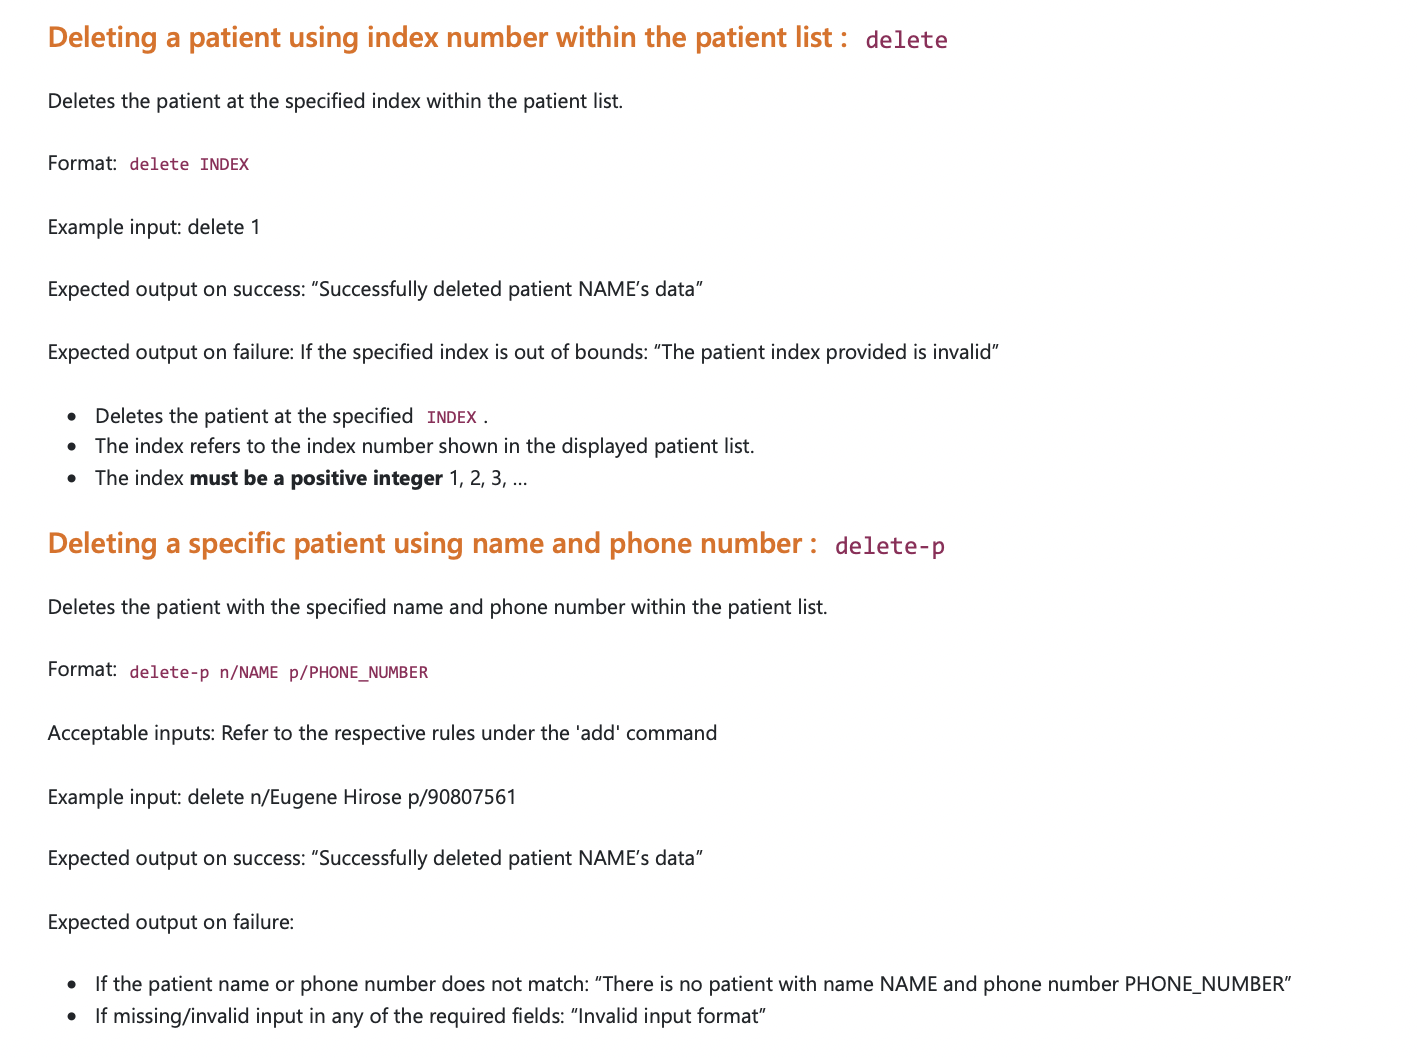 Deleting a patient using index number within the patient list : delete
Deletes the patient at the specified index within the patient list.
Format: delete INDEX
Example input: delete 1
Expected output on success: “Successfully deleted patient NAME’s data”
Expected output on failure: If the specified index is out of bounds: “The patient index provided is invalid”
• Deletes the patient at the specified INDEX .
• The index refers to the index number shown in the displayed patient list.
• The index must be a positive integer 1, 2, 3, …
Deleting a specific patient using name and phone number : delete-p
Deletes the patient with the specified name and phone number within the patient list.
Format: delete-p n/NAME p/PHONE_NUMBER
Acceptable inputs: Refer to the respective rules under the 'add' command
Example input: delete n/Eugene Hirose p/90807561
Expected output on success: “Successfully deleted patient NAME’s data”
Expected output on failure:
• If the patient name or phone number does not match: “There is no patient with name NAME and phone number PHONE_NUMBER”
• If missing/invalid input in any of the required fields: “Invalid input format”